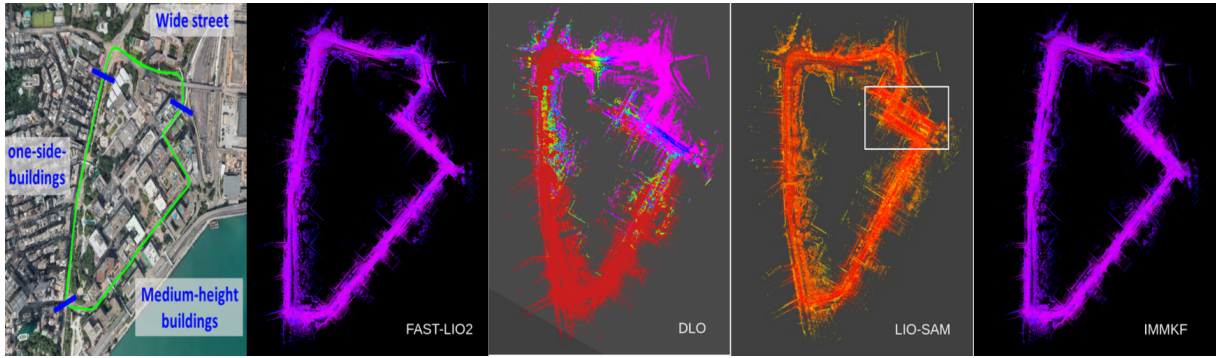 Wide street
one-side-
buildings
Medium-height
buildings
FAST-LIO2
DLO
LIO-SAM
IMMKF